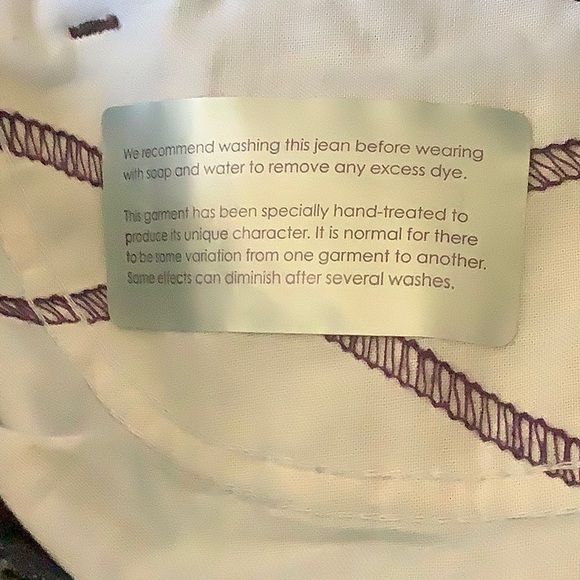 We recommend washing this jean before wearing
with soap and water to remove any excess dye.
This garment has been specially hand-treated to
produce its unique character. It is normal for there
to be some variation from one garment to another.
Some effects can diminish after several washes.